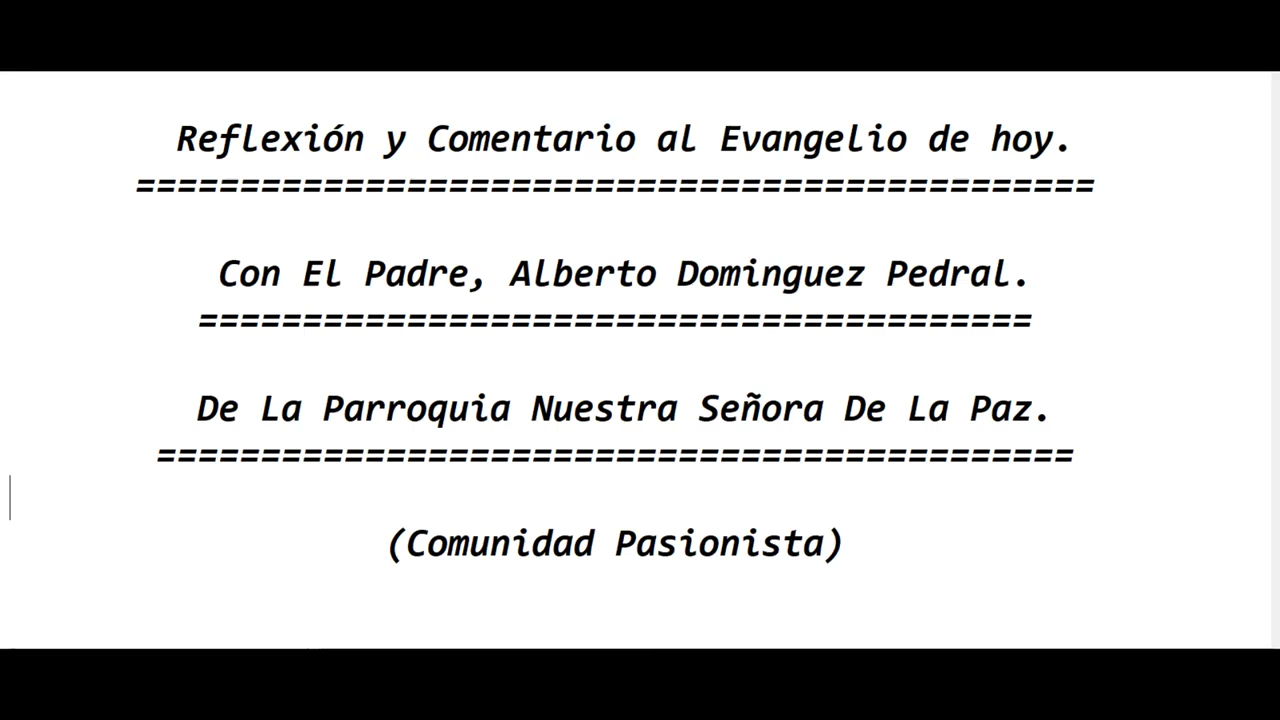 Reflexión y Comentario al Evangelio de hoy.
==============================================
Con El Padre, Alberto Dominguez Pedral.
========================================
De La Parroquia Nuestra Señora De La Paz.
============================================
(Comunidad Pasionista)